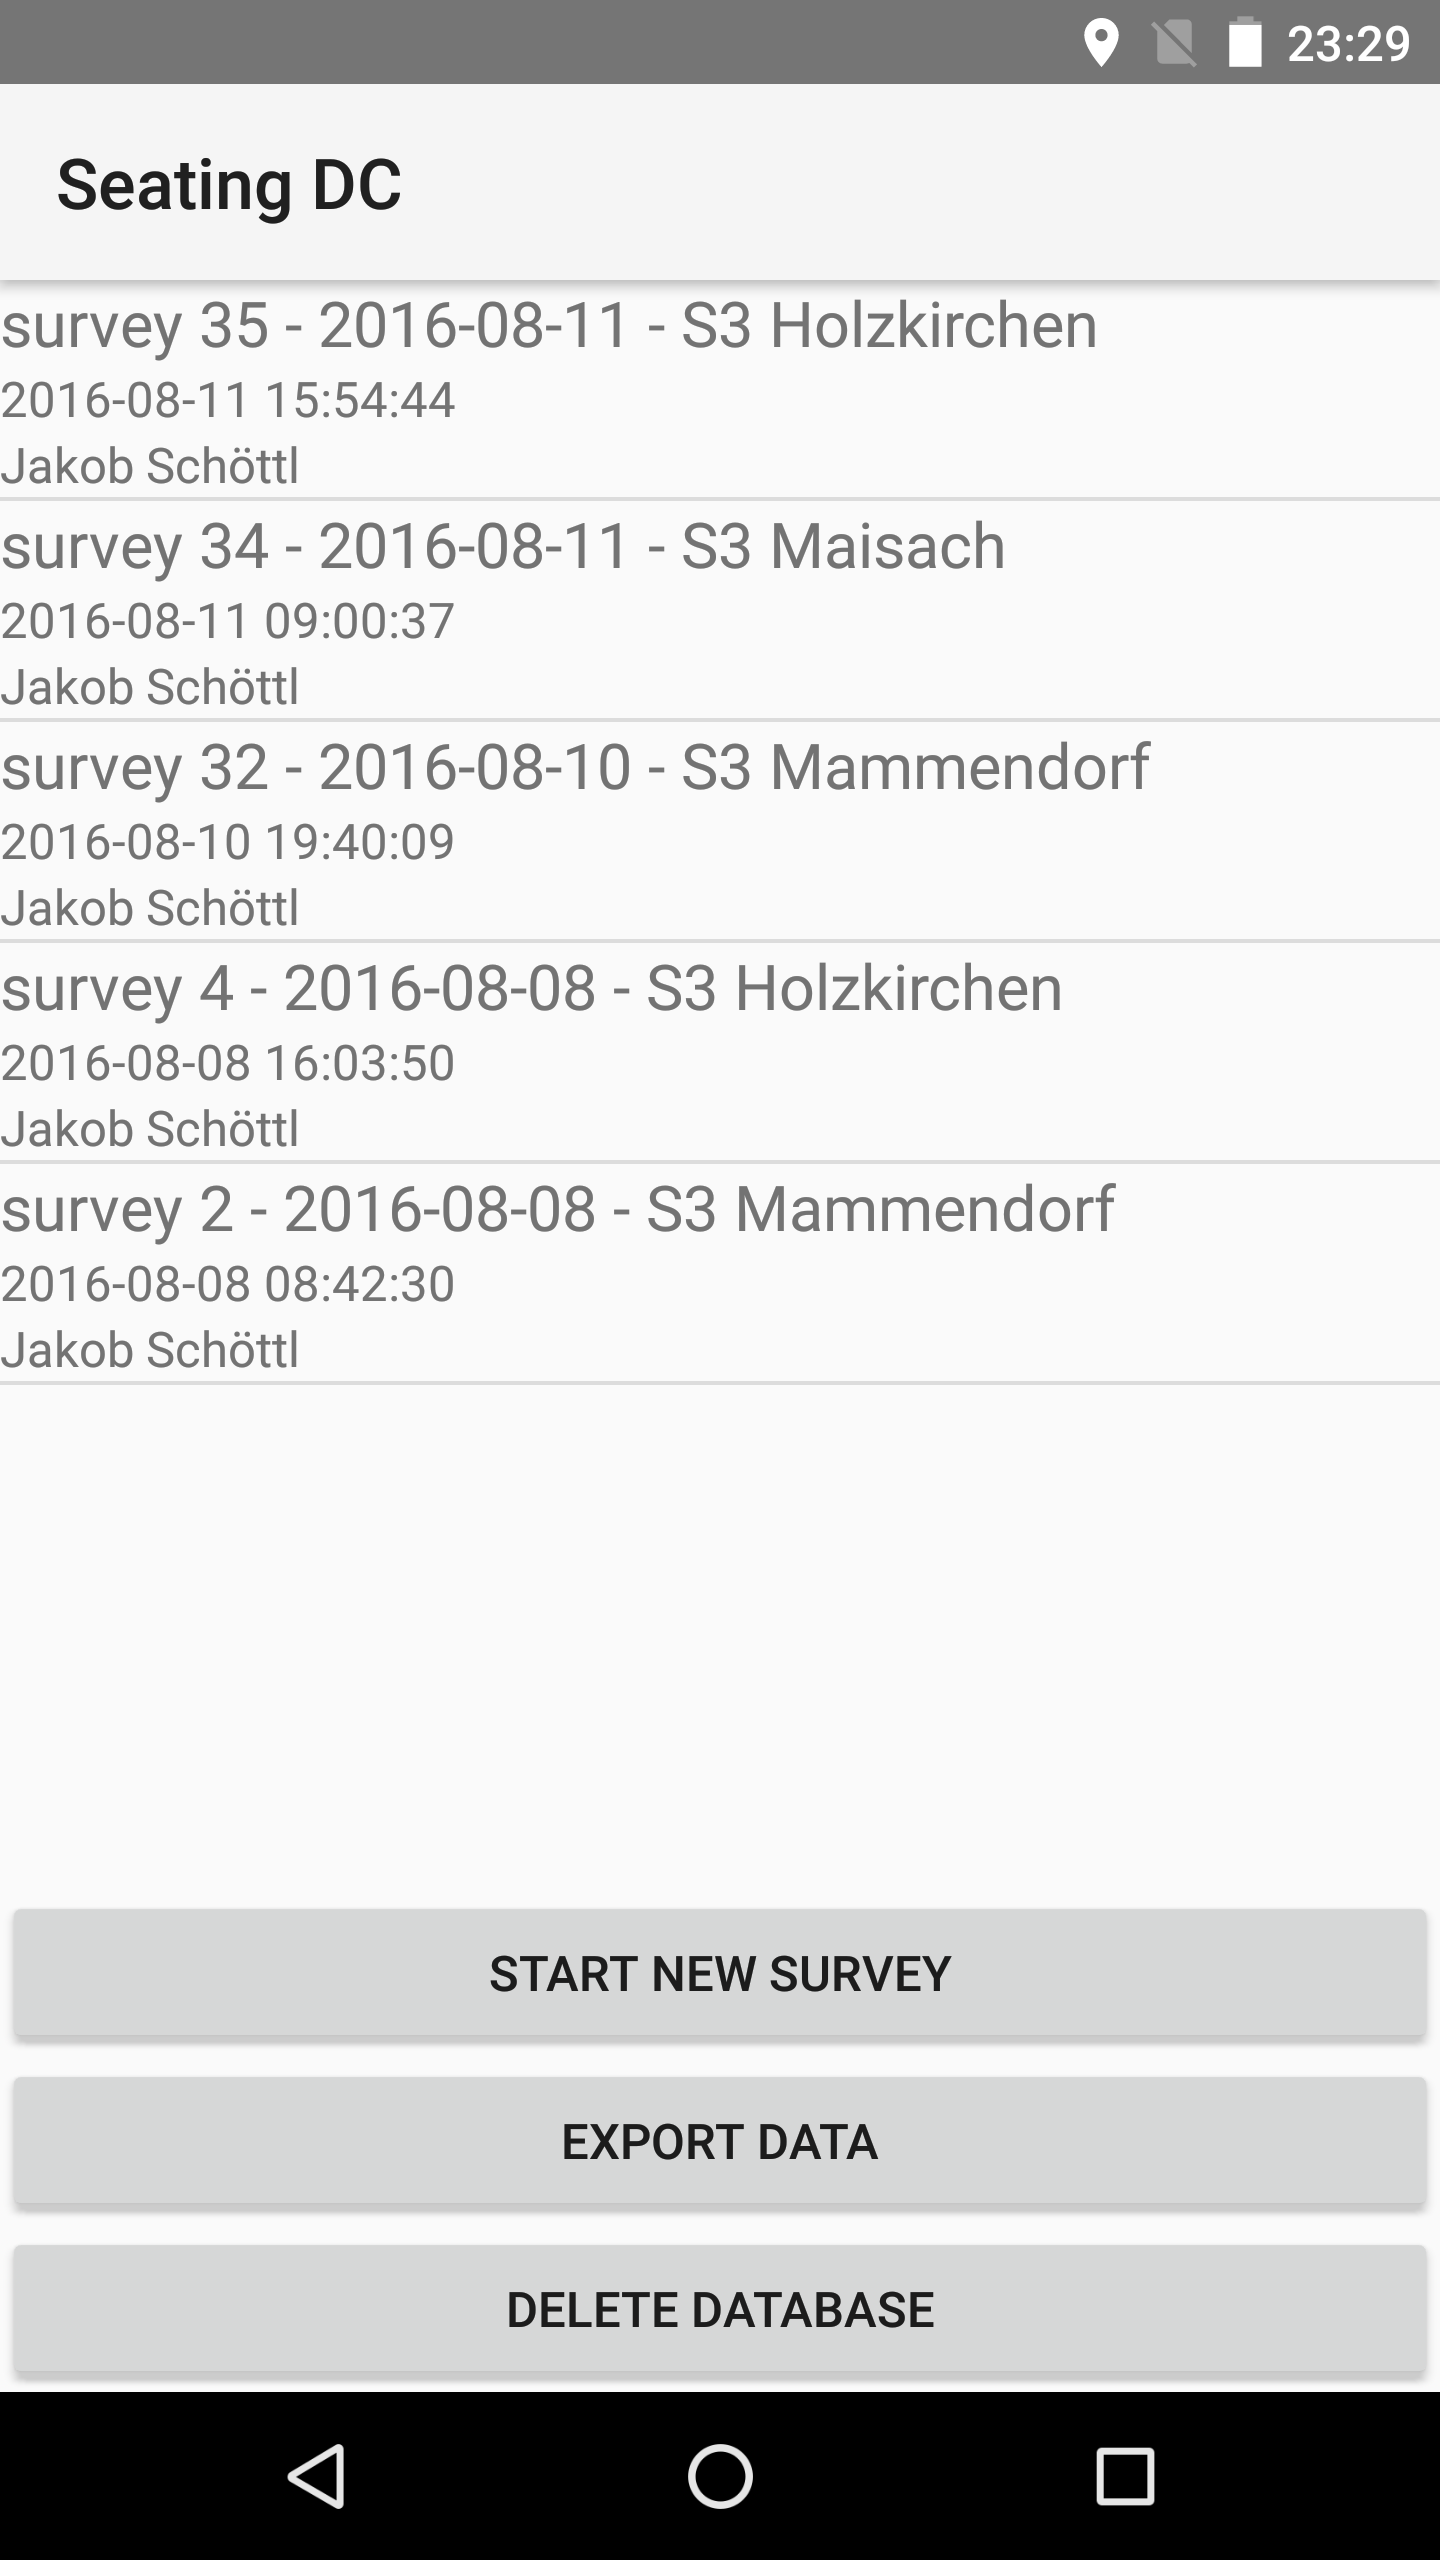 23:29
Seating DC
survey 35 - 2016-08-11 - S3 Holzkirchen
2016-08-11 15:54:44
Jakob Schöttl
survey 34 - 2016-08-11 - S3 Maisach
2016-08-11 09:00:37
Jakob Schöttl
survey 32 - 2016-08-10 - S3 Mammendorf
2016-08-10 19:40:09
Jakob Schöttl
survey 4 - 2016-08-08 - S3 Holzkirchen
2016-08-08 16:03:50
Jakob Schöttl
survey 2 - 2016-08-08 - S3 Mammendorf
2016-08-08 08:42:30
Jakob Schöttl
START NEW SURVEY
EXPORT DATA
DELETE DATABASE